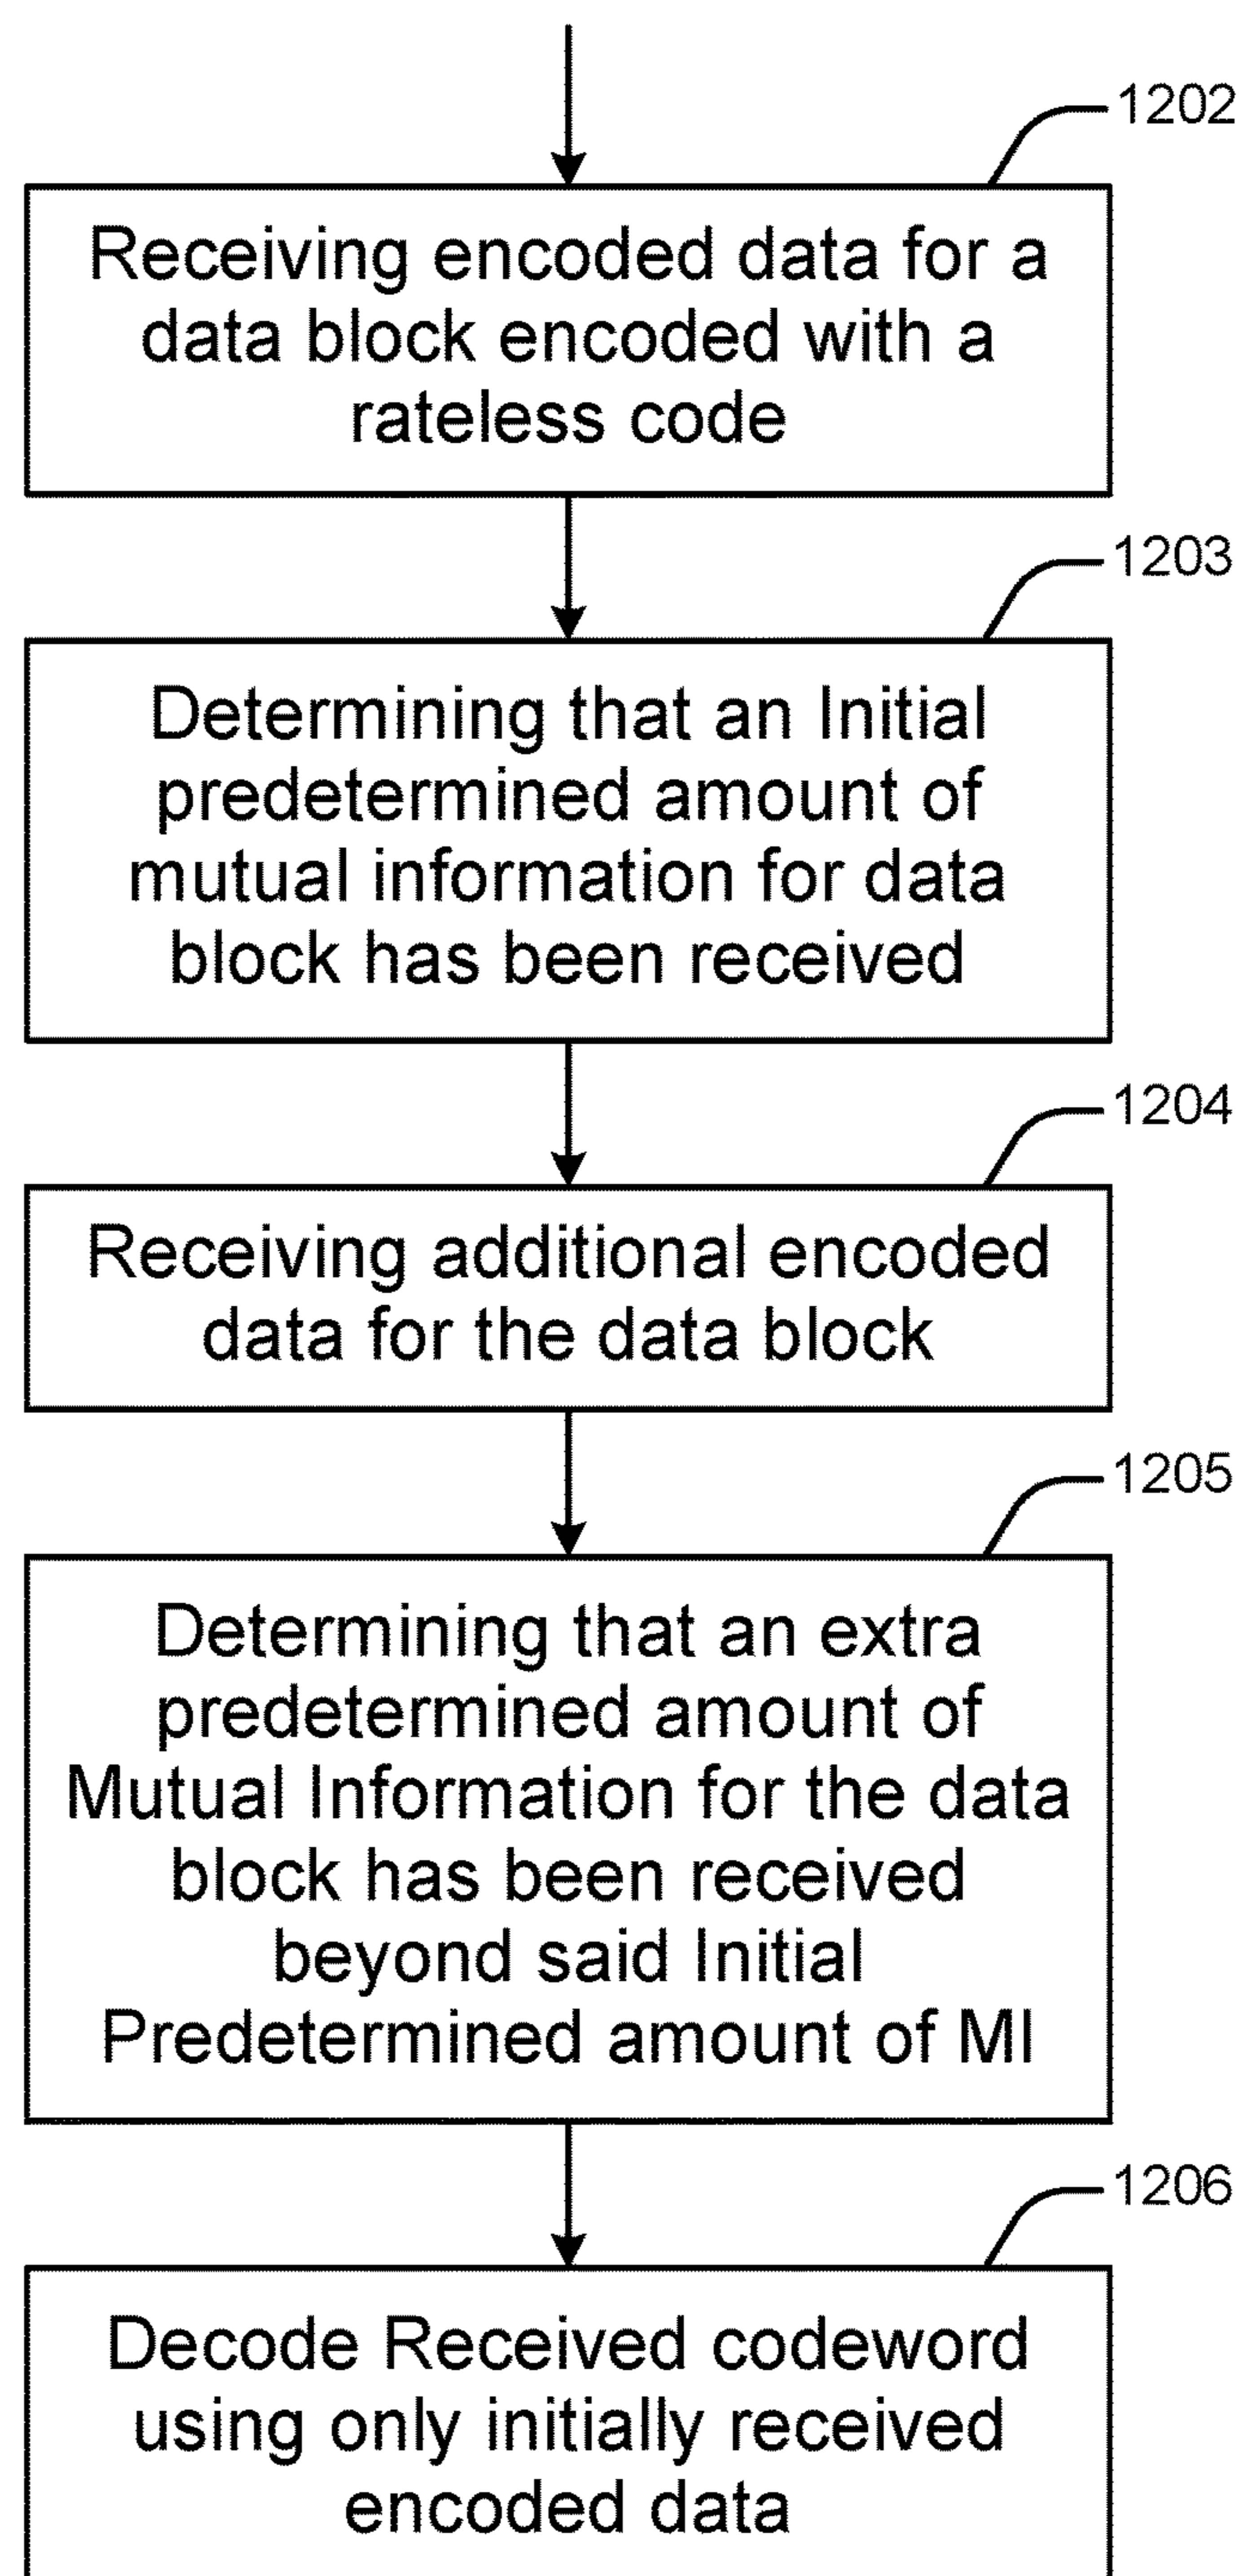 1202
Receiving encoded data for a
data block encoded with a
rateless code
1203
Determining that an Initial
predetermined amount of
mutual information for data
block has been received
1204
Receiving additional encoded
data for the data block
1205
Determining that an extra
predetermined amount of
Mutual Information for the data
block has been received
beyond said Initial
Predetermined amount of MI
1206
Decode Received codeword
using only initially received
encoded data